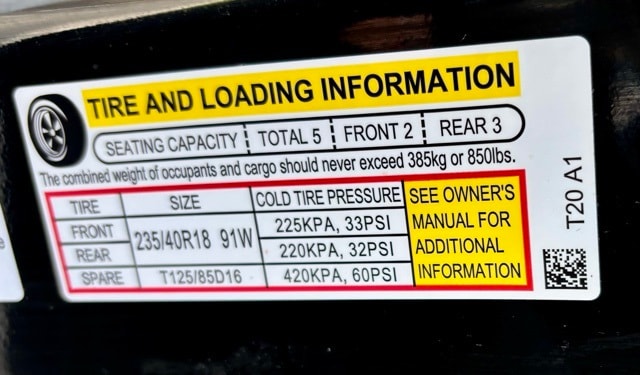 TIRE AND LOADING INFORMATION
SEATING CAPACITY TOTAL 5 FRONT 2 REAR 3
The combined weight of occupants and cargo should never exceed 385kg or 850lbs.
TIRE SIZE COLD TIRE PRESSURE
FRONT 235/40R18 91W 225KPA, 33PSI
REAR 220KPA, 32PSI
SPARE T125/85D16 420KPA, 60PSI
SEE OWNER'S
MANUAL FOR
ADDITIONAL
INFORMATION
T20 A1